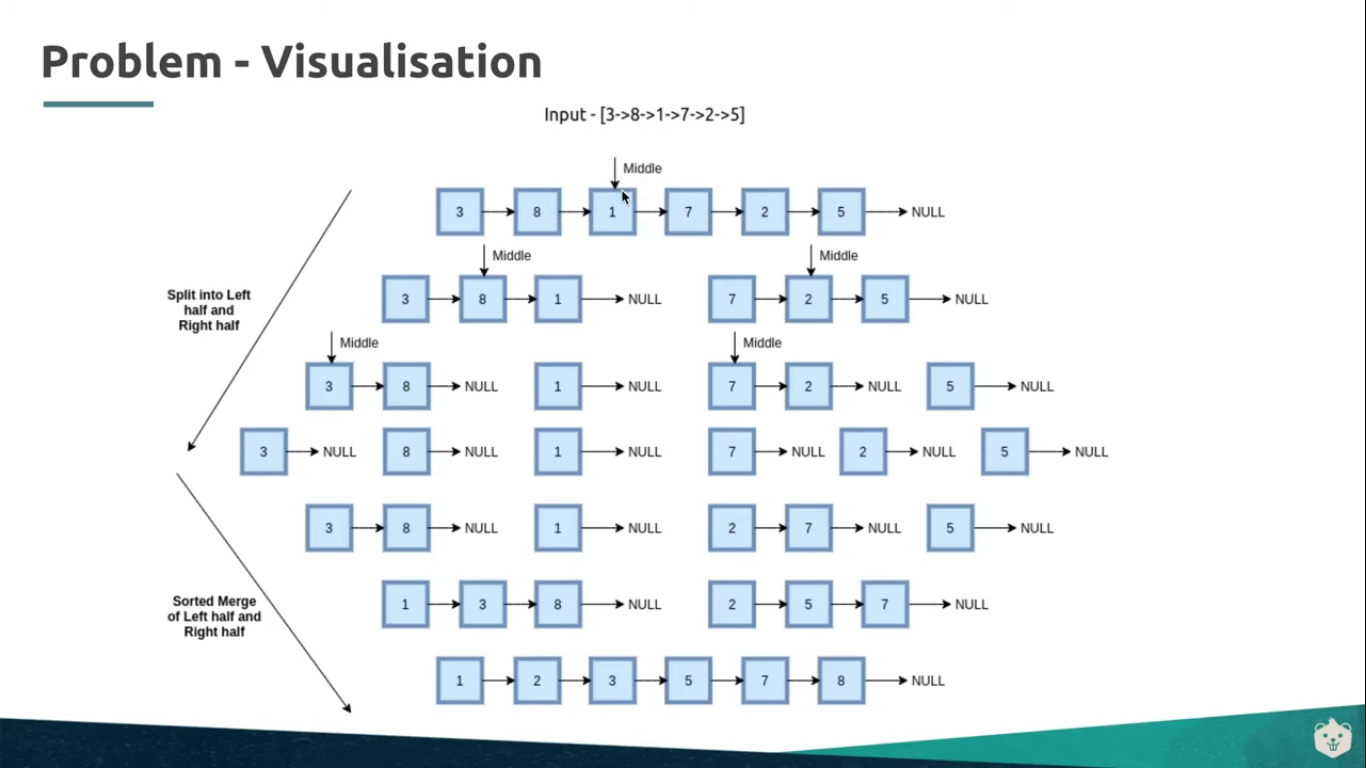 Problem - Visualisation
Input - [3->8->1->7->2->5]
Middle
3 8 1 7 2 5 NULL
Middle Middle
3 8 1 NULL 7 2 5 NULL
Split into Left
half and
Right half
Middle Middle
3 8 NULL 1 NULL 7 2 NULL 5 NULL
3 NULL 8 NULL 1 NULL 7 NULL 2 NULL 5 NULL
3 8 NULL 1 NULL 2 7 NULL 5 NULL
Sorted Merge
of Left half and
Right half
1 3 8 NULL 2 5 7 NULL
1 2 3 5 7 8 NULL